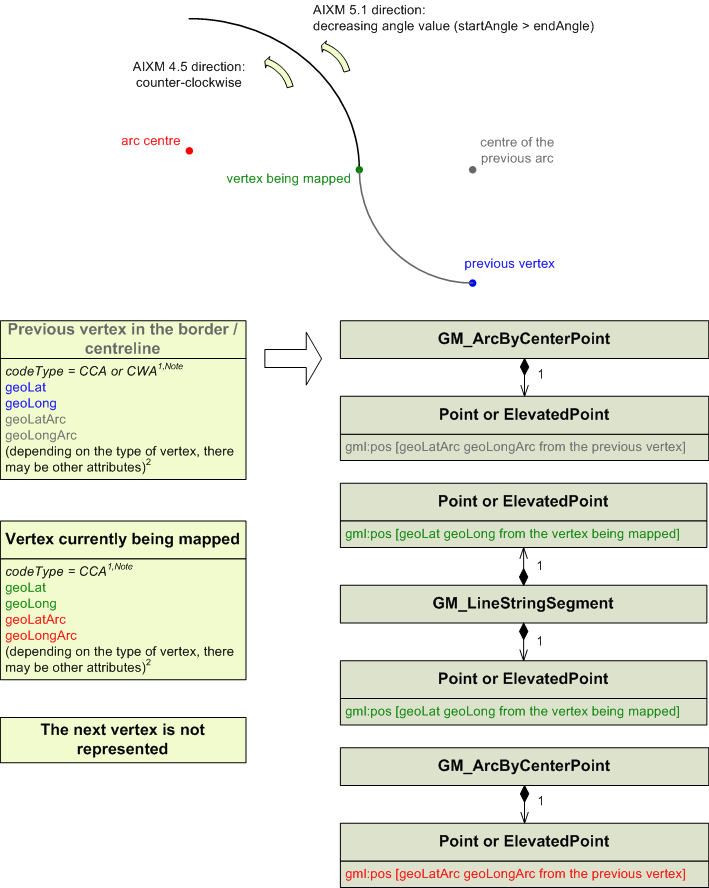 AIXM 5.1 direction:
decreasing angle value (startAngle > endAngle)
AIXM 4.5 direction:
counter-clockwise
arc centre
centre of the
previous arc
vertex being mapped
previous vertex
Previous vertex in the border /
centreline
codeType = CCA or CWA1,Note
geoLat
geoLong
geoLatArc
geoLongArc
(depending on the type of vertex, there
may be other attributes)2
GM_ArcByCenterPoint
1
Point or ElevatedPoint
gml:pos [geoLatArc geoLongArc from the previous vertex]
Vertex currently being mapped
codeType = CCA1,Note
geoLat
geoLong
geoLatArc
geoLongArc
(depending on the type of vertex, there
may be other attributes)2
The next vertex is not
represented
Point or ElevatedPoint
gml:pos [geoLat geoLong from the vertex being mapped]
1
GM_LineStringSegment
1
Point or ElevatedPoint
gml:pos [geoLat geoLong from the vertex being mapped]
GM_ArcByCenterPoint
1
Point or ElevatedPoint
gml:pos [geoLatArc geoLongArc from the previous vertex]